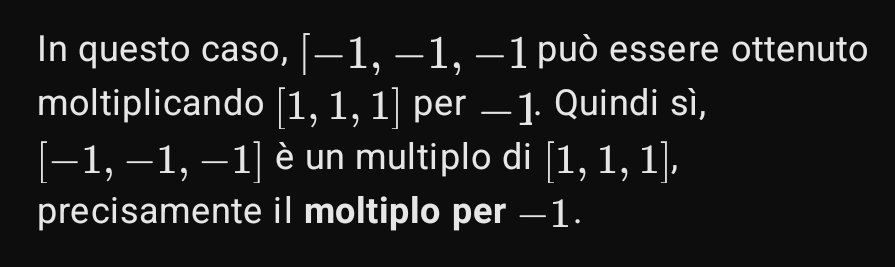 In questo caso, [−1, −1, −1 può essere ottenuto
moltiplicando [1, 1, 1] per −1. Quindi sì,
[−1, −1, −1] è un multiplo di [1, 1, 1],
precisamente il moltiplo per −1.